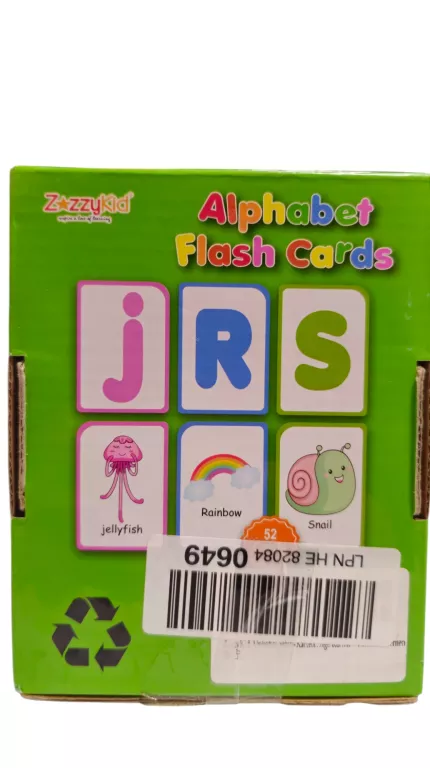 ZazzyKid
Alphabet
Flash Cards
j R S
jellyfish
Rainbow
Snail
52
LPN HE 82084 0649